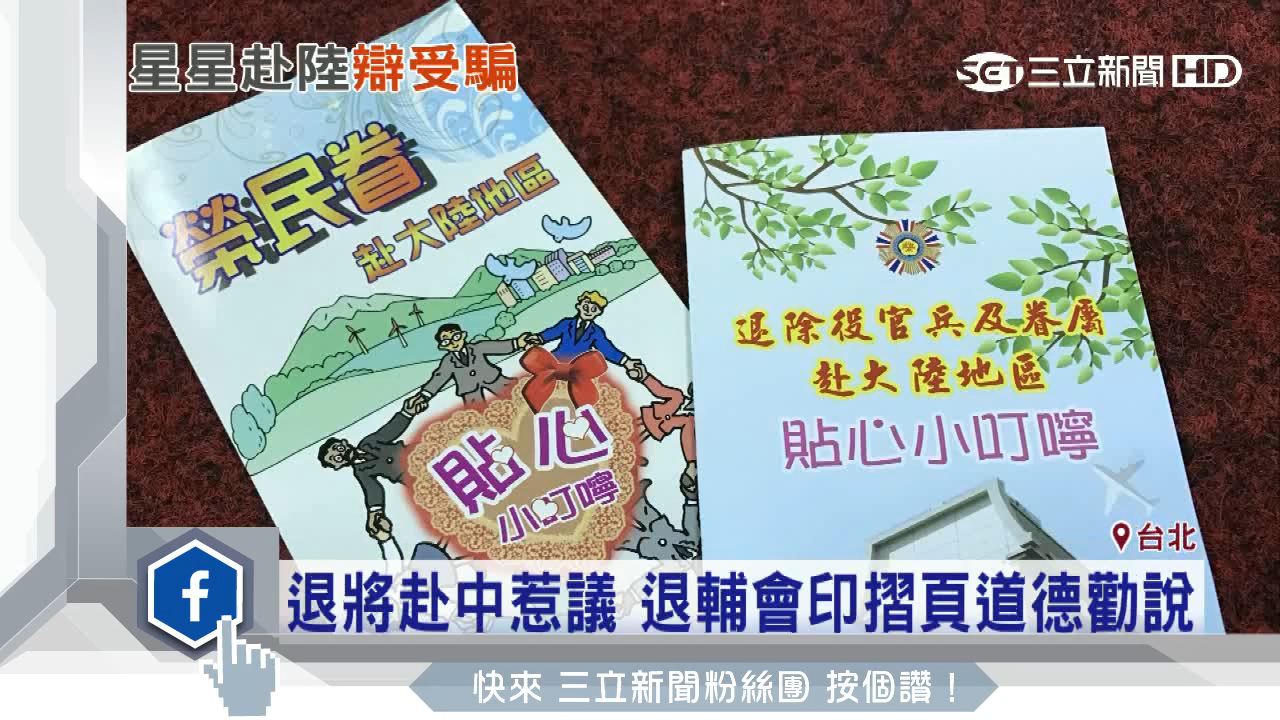 星星赴陸辯受騙
SET三立新聞HD
榮民眷
赴大陸地區
貼心
小叮嚀
退除役官兵及眷屬
赴大陸地區
貼心小叮嚀
台北
退將赴中惹議 退輔會印摺頁道德勸說
快來 三立新聞粉絲團 按個讚!